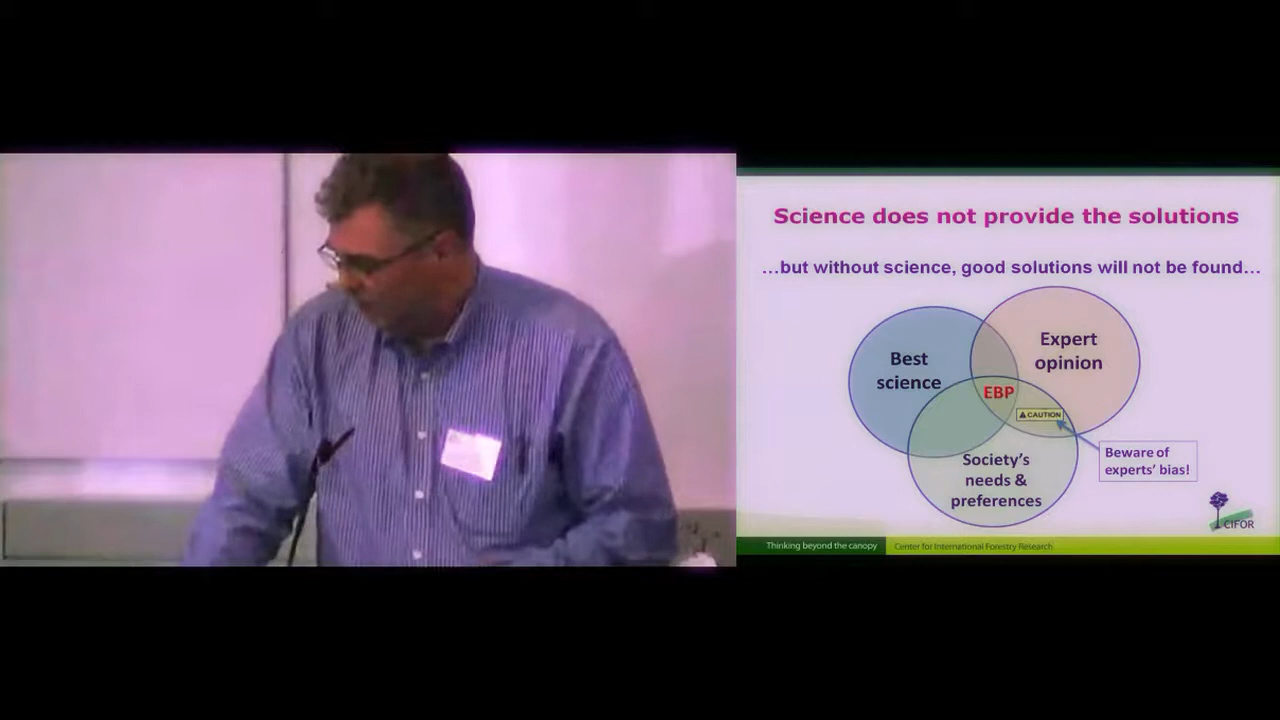 Science does not provide the solutions
...but without science, good solutions will not be found...
Best
science
Expert
opinion
EBP
CAUTION
Society's
needs &
preferences
Beware of
experts' bias!
CIFOR
Thinking beyond the canopy
Center for International Forestry Research